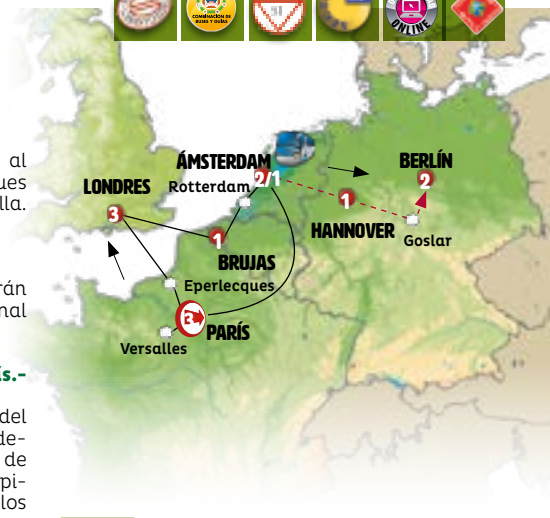 COMBINACIÓN DE
BUSES Y GUÍAS
ONLINE
al
ues
lla.
rán
nal
ís.-
del
de-
de
pi-
los
ÁMSTERDAM
2/1
Rotterdam
LONDRES
3
BERLÍN
2
1
HANNOVER
Goslar
1
BRUJAS
Eperlecques
3
PARÍS
Versalles